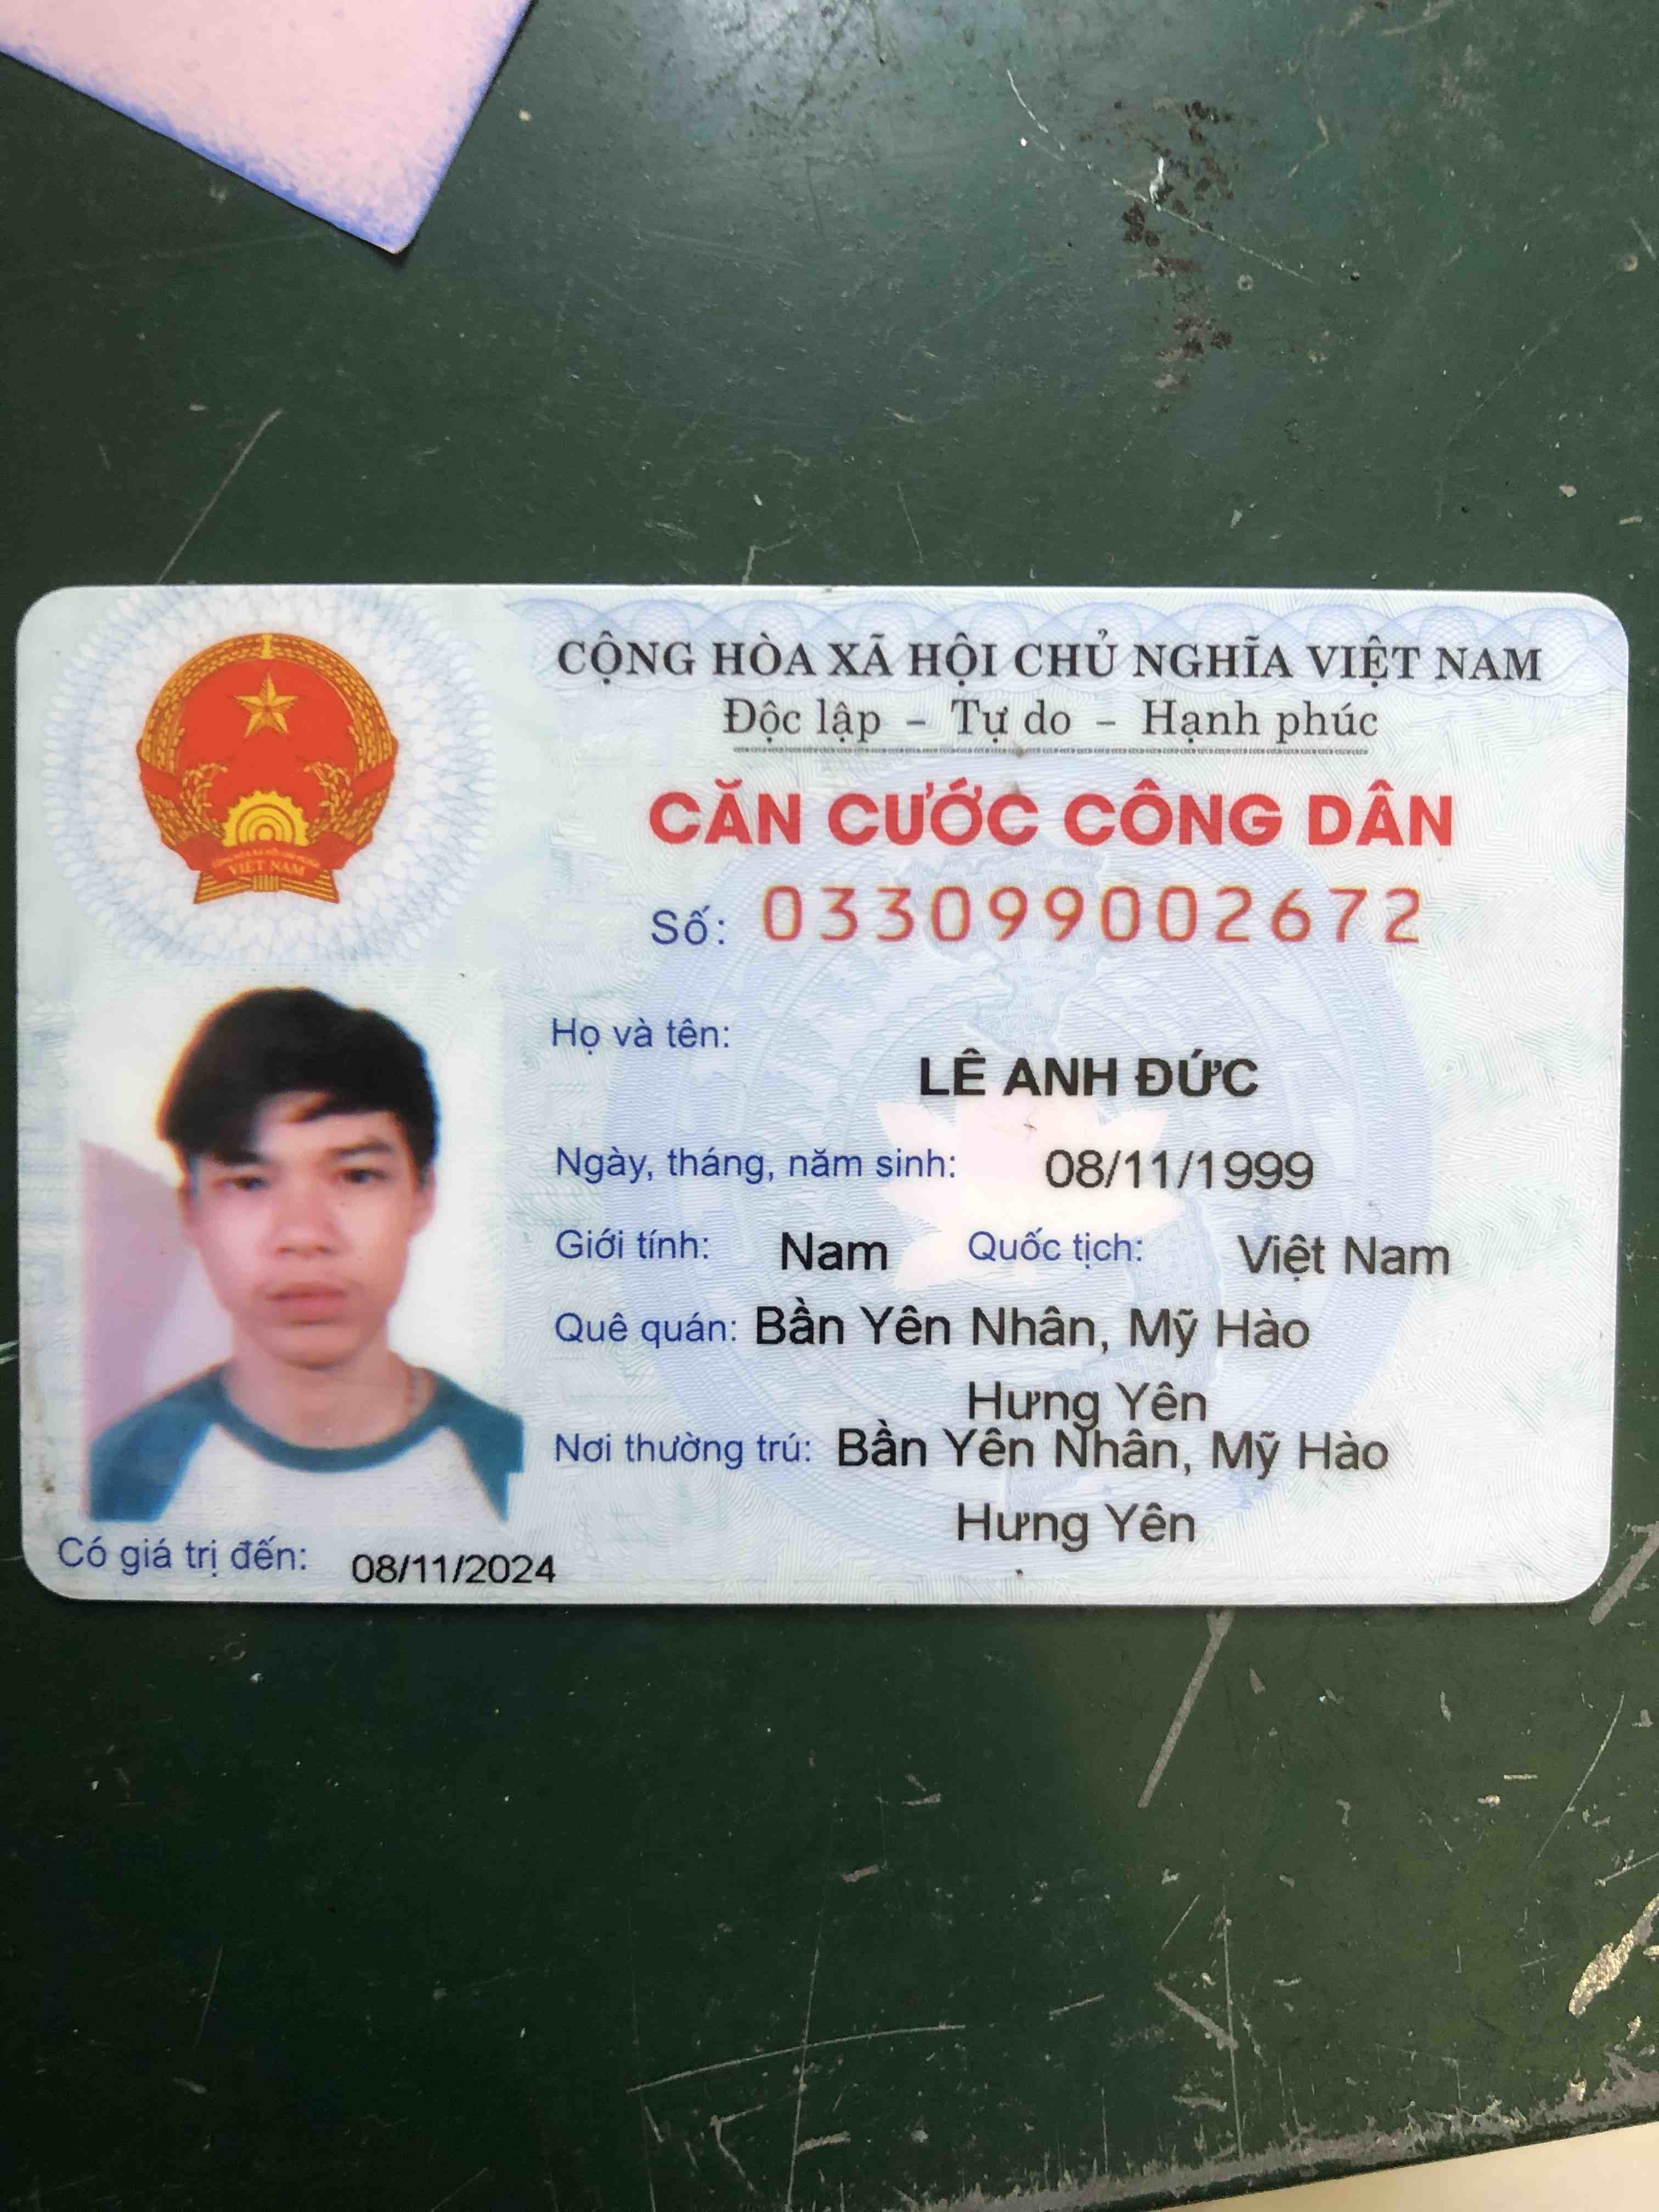 CỘNG HÒA XÃ HỘI CHỦ NGHĨA VIỆT NAM
Độc lập - Tự do - Hạnh phúc
CĂN CƯỚC CÔNG DÂN
Số: 033099002672
Họ và tên:
LÊ ANH ĐỨC
Ngày, tháng, năm sinh: 08/11/1999
Giới tính: Nam Quốc tịch: Việt Nam
Quê quán: Bần Yên Nhân, Mỹ Hào
Hưng Yên
Nơi thường trú: Bần Yên Nhân, Mỹ Hào
Hưng Yên
Có giá trị đến: 08/11/2024
VIỆT NAM